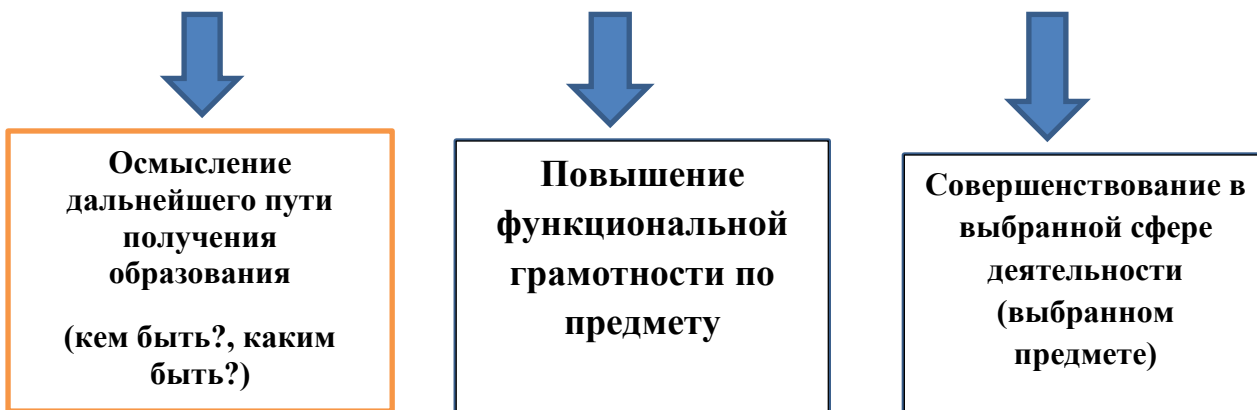 Осмысление
дальнейшего пути
получения
образования
(кем быть?, каким
быть?)
Повышение
функциональной
грамотности по
предмету
Совершенствование в
выбранной сфере
деятельности
(выбранном
предмете)